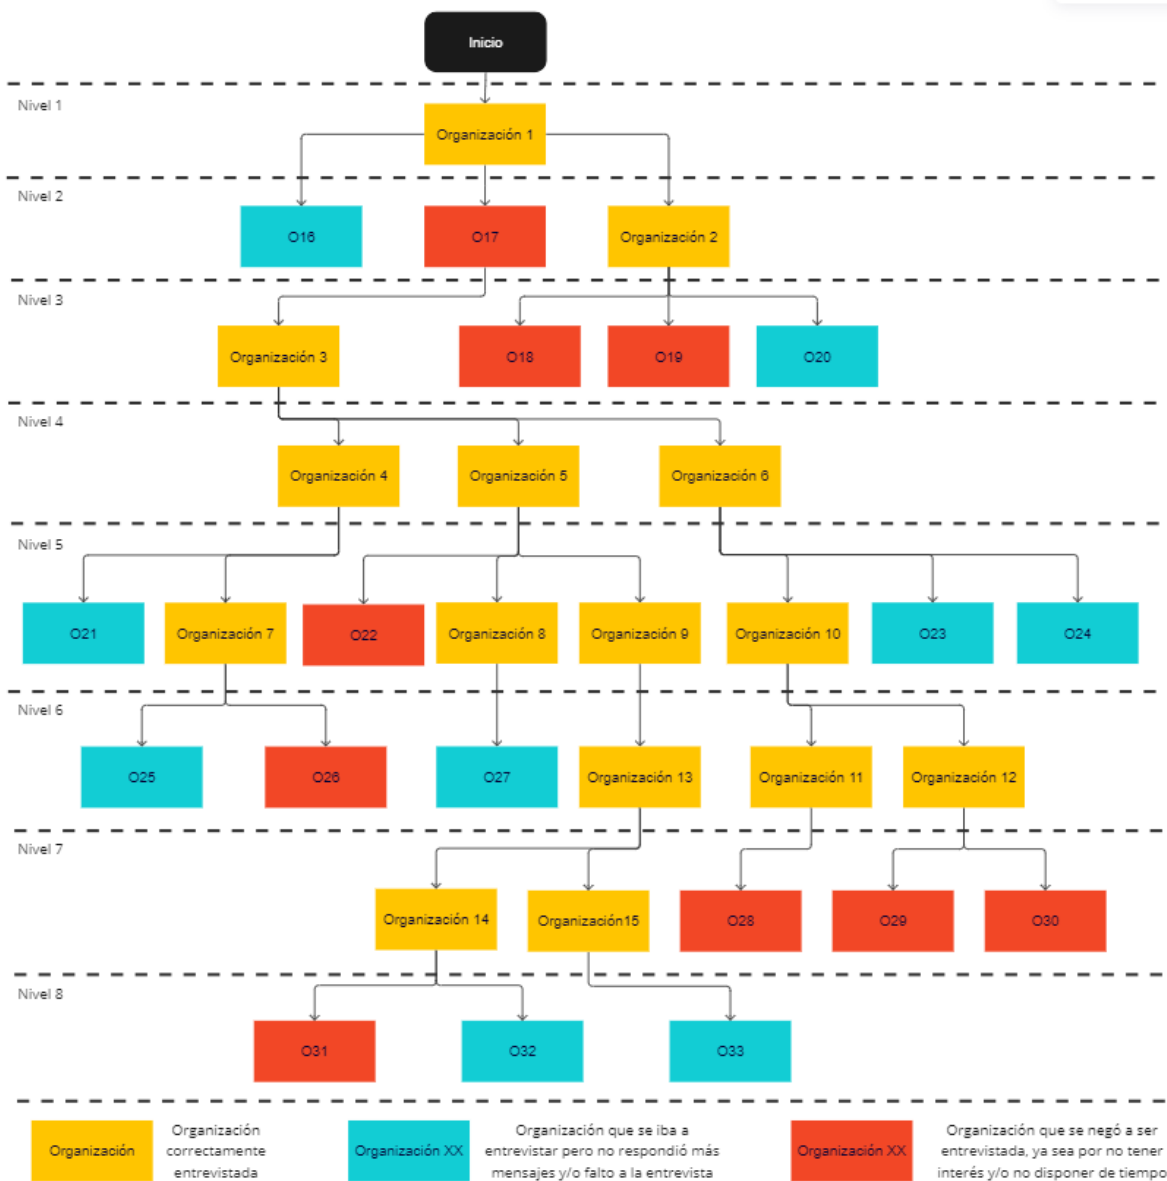 Inicio
Nivel 1
Organización 1
Nivel 2
O16
O17
Organización 2
Nivel 3
Organización 3
O18
O19
O20
Nivel 4
Organización 4
Organización 5
Organización 6
Nivel 5
O21
Organización 7
O22
Organización 8
Organización 9
Organización 10
O23
O24
Nivel 6
O25
O26
O27
Organización 13
Organización 11
Organización 12
Nivel 7
Organización 14
Organización15
O28
O29
O30
Nivel 8
O31
O32
O33
Organización
Organización
correctamente
entrevistada
Organización XX
Organización que se iba a
entrevistar pero no respondió más
mensajes y/o falto a la entrevista
Organización XX
Organización que se negó a ser
entrevistada, ya sea por no tener
interés y/o no disponer de tiempo